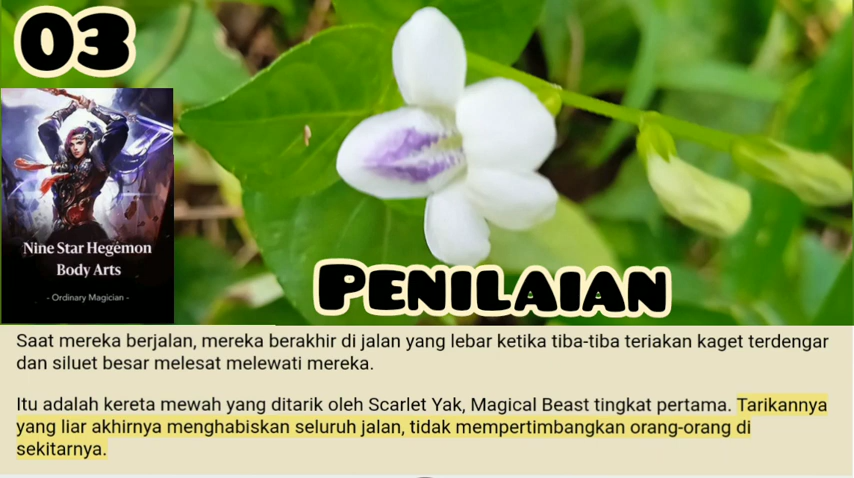 03
Nine Star Hegemon
Body Arts
- Ordinary Magician -
PENILAIAN
Saat mereka berjalan, mereka berakhir di jalan yang lebar ketika tiba-tiba teriakan kaget terdengar
dan siluet besar melesat melewati mereka.
Itu adalah kereta mewah yang ditarik oleh Scarlet Yak, Magical Beast tingkat pertama. Tarikannya
yang liar akhirnya menghabiskan seluruh jalan, tidak mempertimbangkan orang-orang di
sekitarnya.